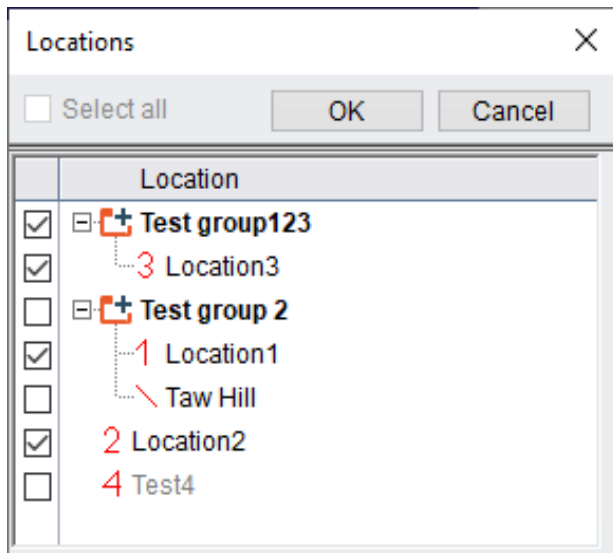 Locations
Select all OK Cancel
Location
Test group123
3 Location3
Test group 2
1 Location1
Taw Hill
2 Location2
4 Test4